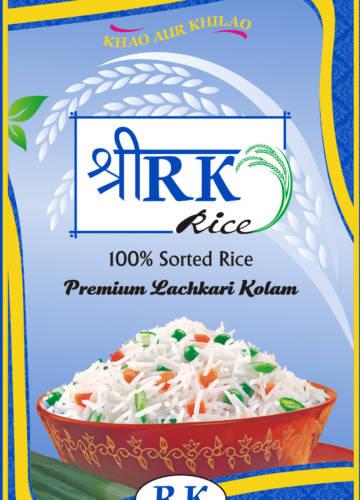 KHAO AUR KHILAO
श्री RK
Rice
100% Sorted Rice
Premium Lachkari Kolam
RK